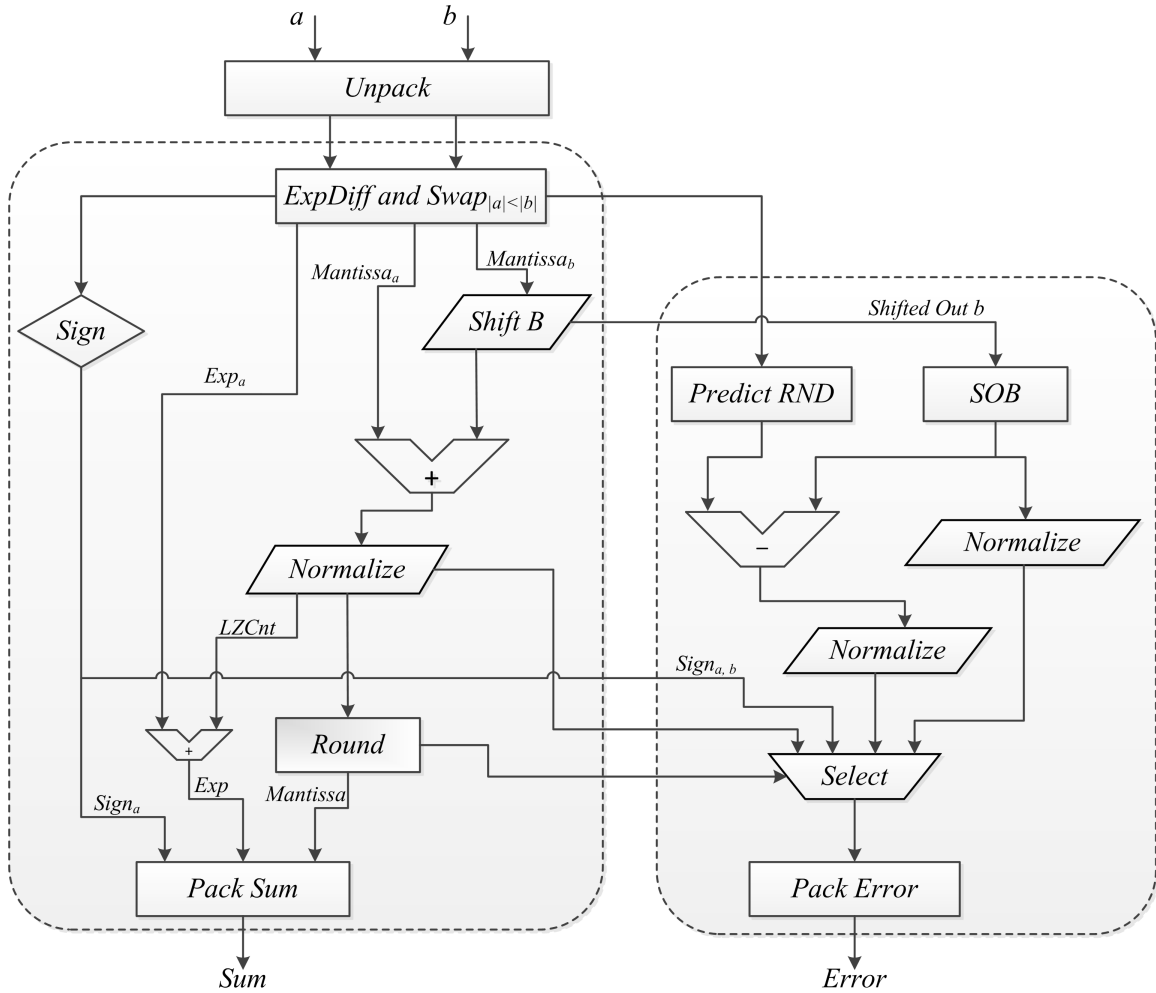 a b
Unpack
ExpDiff and Swap|a|<|b|
Mantissaa
Mantissab
Sign
Shift B
Shifted Out b
Expa
Predict RND
SOB
+
−
Normalize
Normalize
LZCnt
Normalize
Signa, b
+
Round
Select
Exp
Mantissa
Signa
Pack Sum
Pack Error
Sum
Error